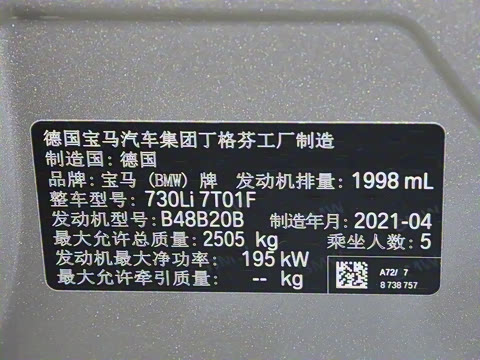 德国宝马汽车集团丁格芬工厂制造
制造国：德国
品牌：宝马（BMW）牌 发动机排量：1998 mL
整车型号：730Li 7T01F
发动机型号：B48B20B 制造年月：2021-04
最大允许总质量：2505 kg 乘坐人数：5
发动机最大净功率：195 kW
最大允许牵引质量：-- kg
A72/ 7
8 738 757